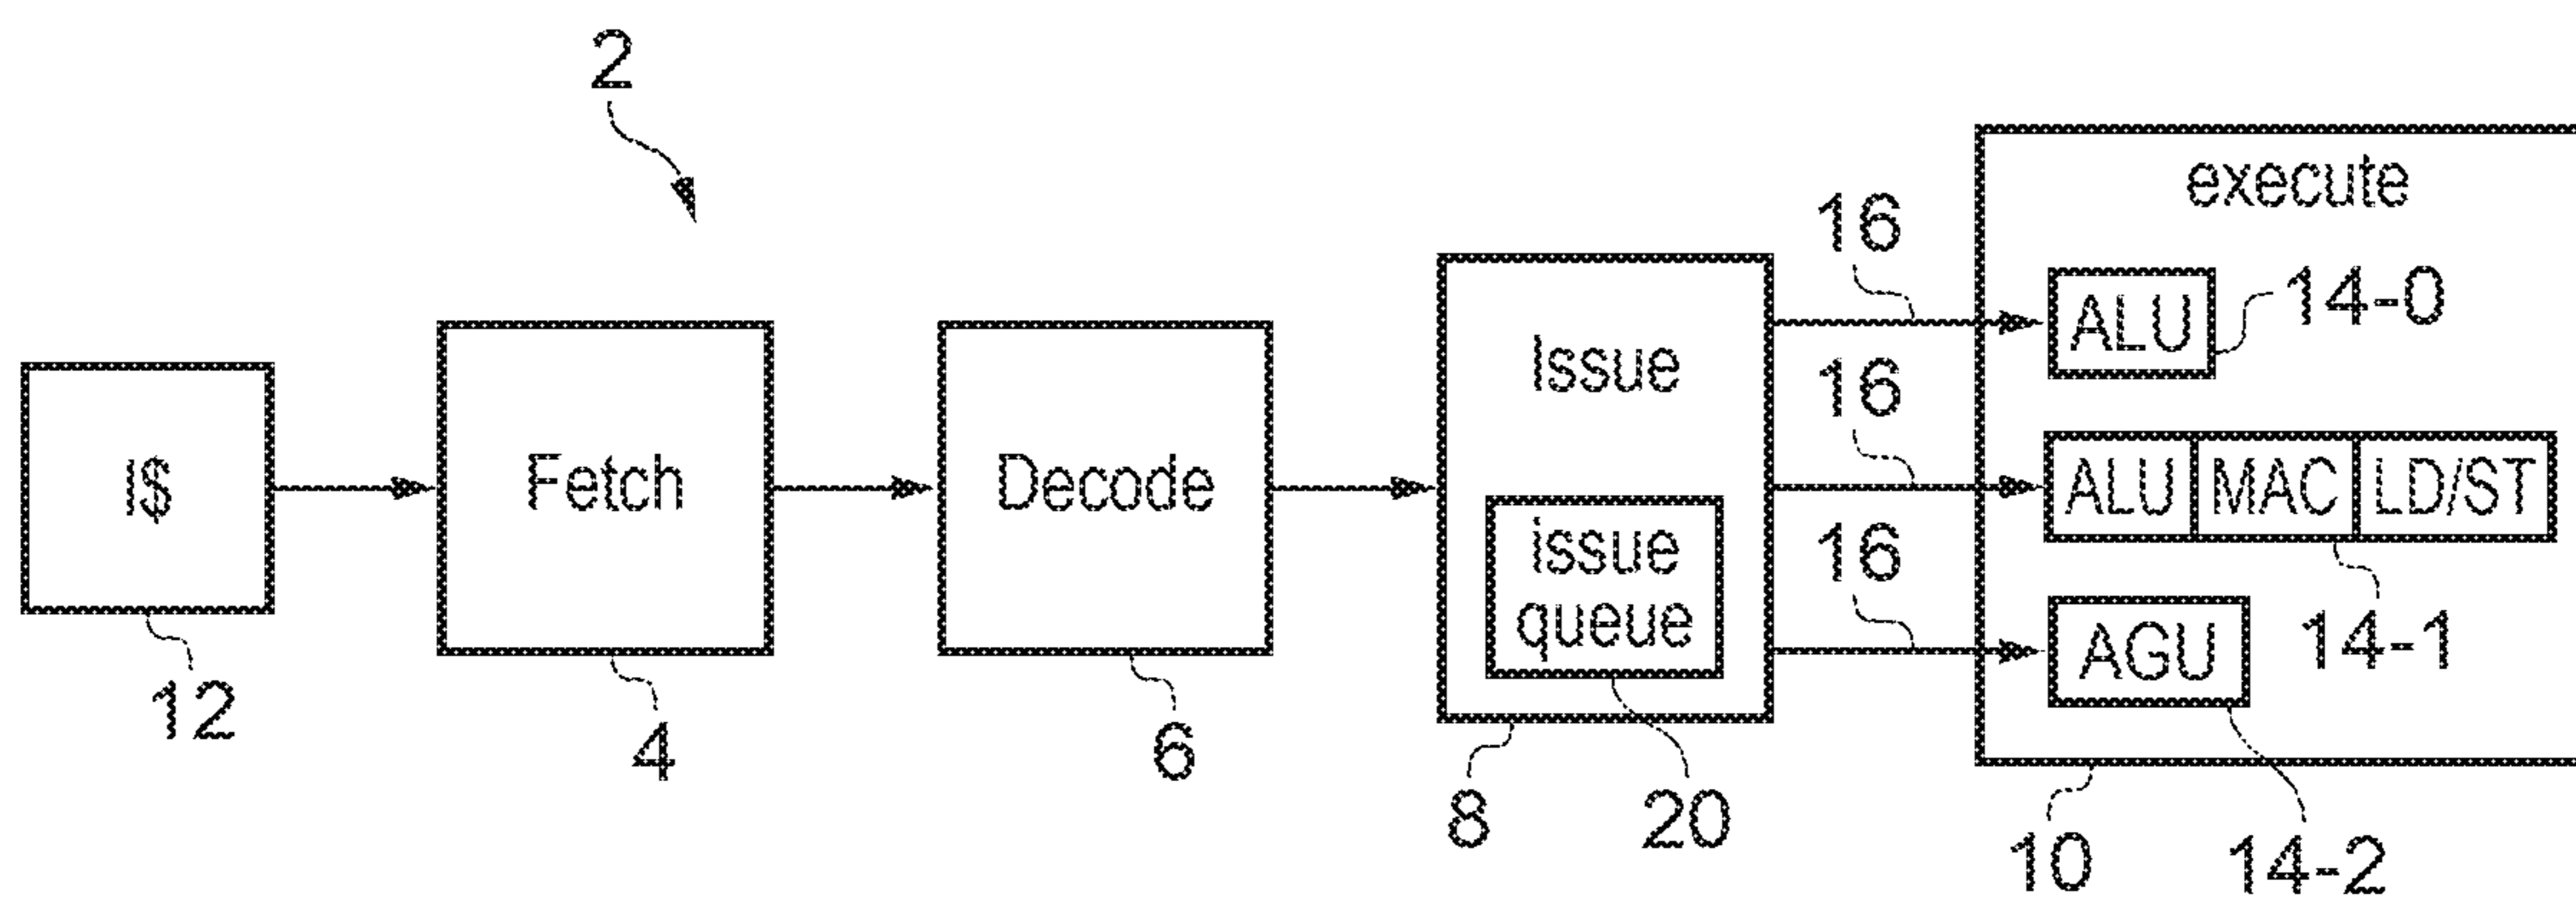 2
execute
16
ALU
14-0
Issue
16
I$
Fetch
Decode
ALU MAC LD/ST
issue
queue
16
14-1
AGU
12
4
6
8
20
10
14-2